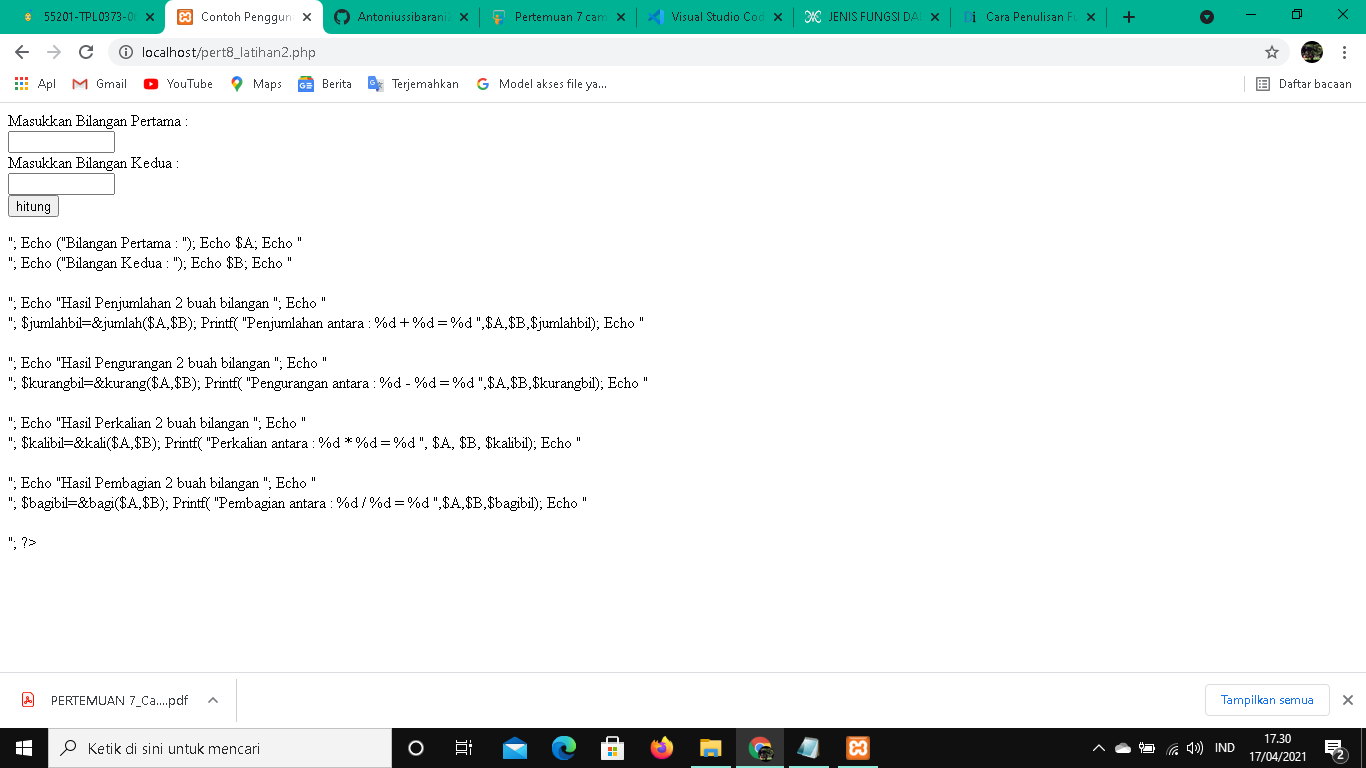 55201-TPL0373-0
Contoh Penggun
Antoniussibarani
Pertemuan 7 cam
Visual Studio Cod
JENIS FUNGSI DA
Cara Penulisan Fu
localhost/pert8_latihan2.php
Apl
Gmail
YouTube
Maps
Berita
Terjemahkan
Model akses file ya...
Daftar bacaan
Masukkan Bilangan Pertama :
Masukkan Bilangan Kedua :
hitung
"; Echo ("Bilangan Pertama : "); Echo $A; Echo "
"; Echo ("Bilangan Kedua : "); Echo $B; Echo "
"; Echo "Hasil Penjumlahan 2 buah bilangan "; Echo "
"; $jumlahbil=&jumlah($A,$B); Printf( "Penjumlahan antara : %d + %d = %d ",$A,$B,$jumlahbil); Echo "
"; Echo "Hasil Pengurangan 2 buah bilangan "; Echo "
"; $kurangbil=&kurang($A,$B); Printf( "Pengurangan antara : %d - %d = %d ",$A,$B,$kurangbil); Echo "
"; Echo "Hasil Perkalian 2 buah bilangan "; Echo "
"; $kalibil=&kali($A,$B); Printf( "Perkalian antara : %d * %d = %d ", $A, $B, $kalibil); Echo "
"; Echo "Hasil Pembagian 2 buah bilangan "; Echo "
"; $bagibil=&bagi($A,$B); Printf( "Pembagian antara : %d / %d = %d ",$A,$B,$bagibil); Echo "
"; ?>
PERTEMUAN 7_Ca....pdf
Tampilkan semua
Ketik di sini untuk mencari
IND
17.30
17/04/2021
2